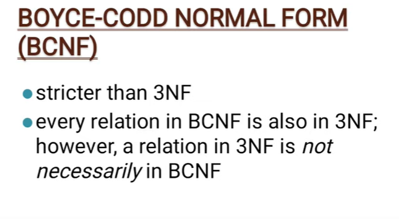 BOYCE-CODD NORMAL FORM
(BCNF)
● stricter than 3NF
● every relation in BCNF is also in 3NF;
however, a relation in 3NF is not
necessarily in BCNF